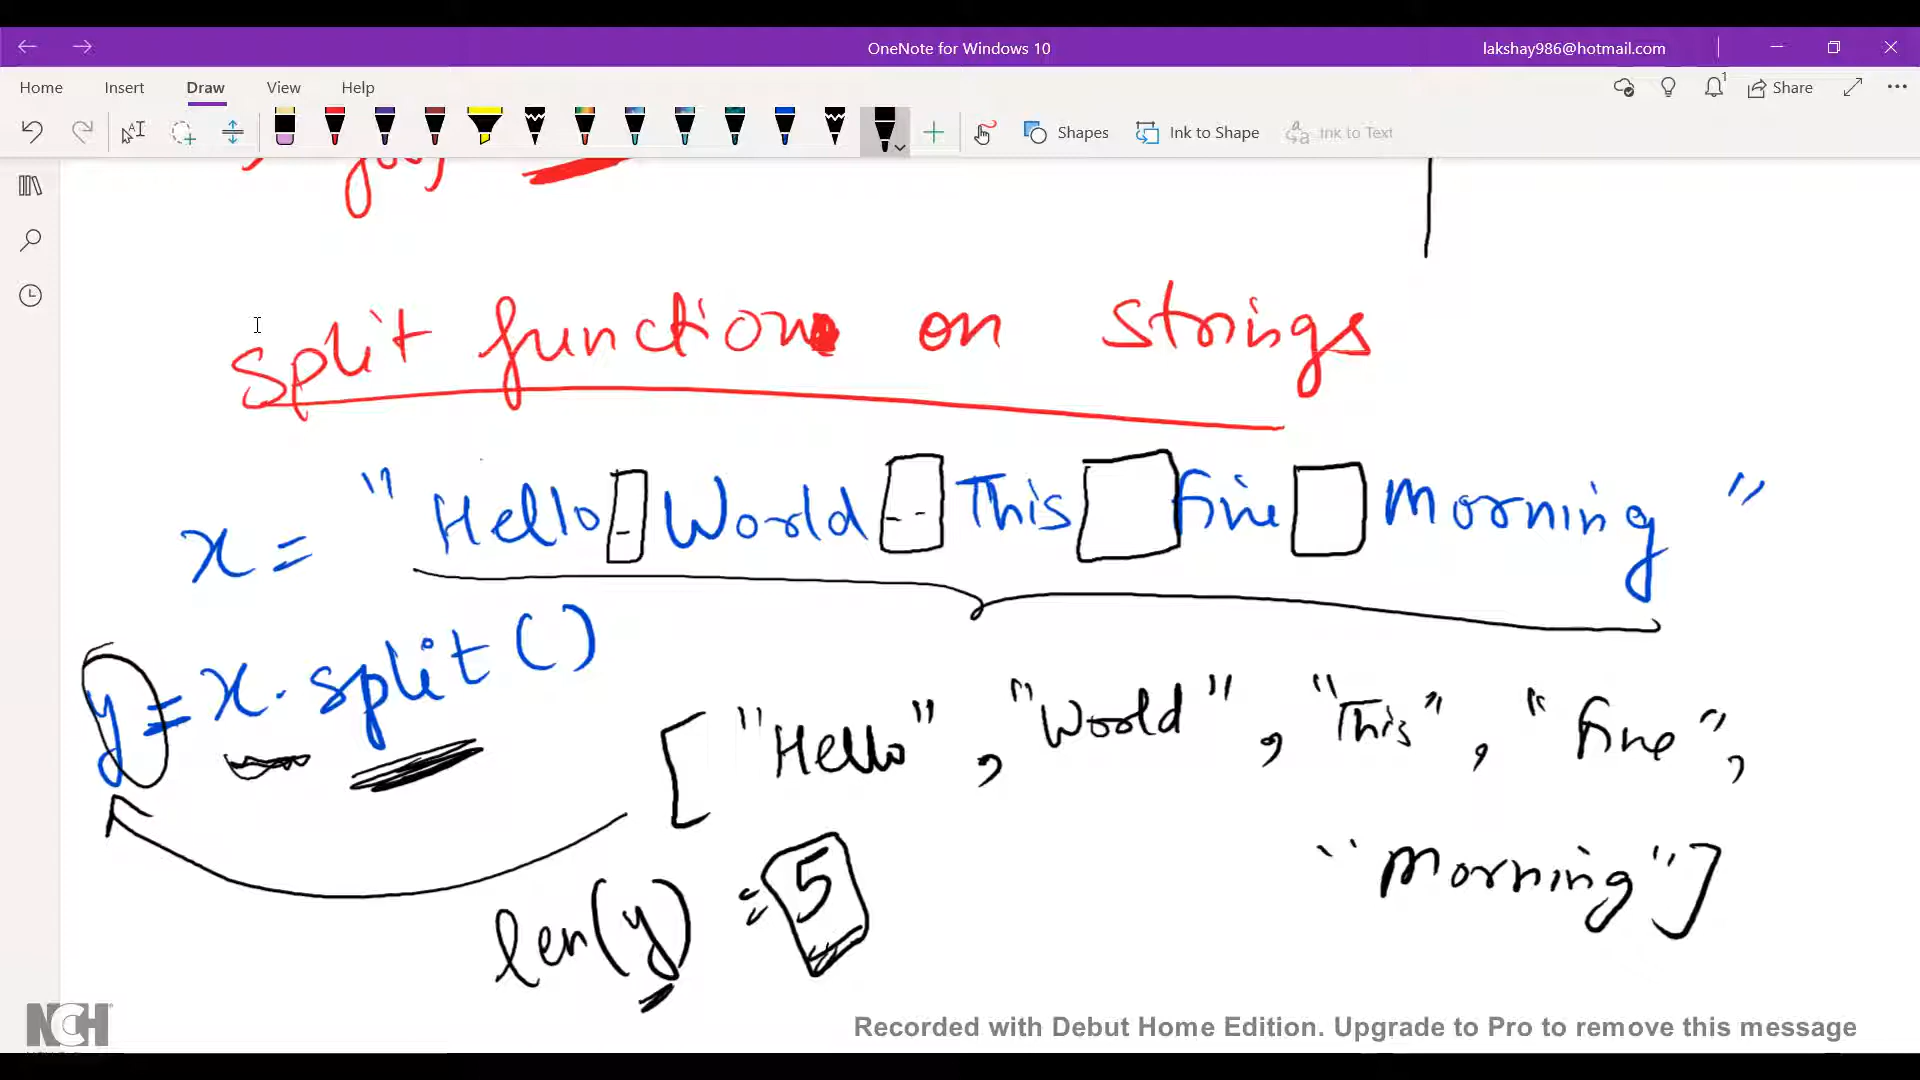 OneNote for Windows 10
lakshay986@hotmail.com
Home Insert Draw View Help
1
Share
Shapes Ink to Shape Ink to Text
Split function on strings
x = "Hello World This Fine Morning"
y = x.split()
["Hello", "World", "This", "Fine",
"Morning"]
len(y) = 5
NCH
Recorded with Debut Home Edition. Upgrade to Pro to remove this message